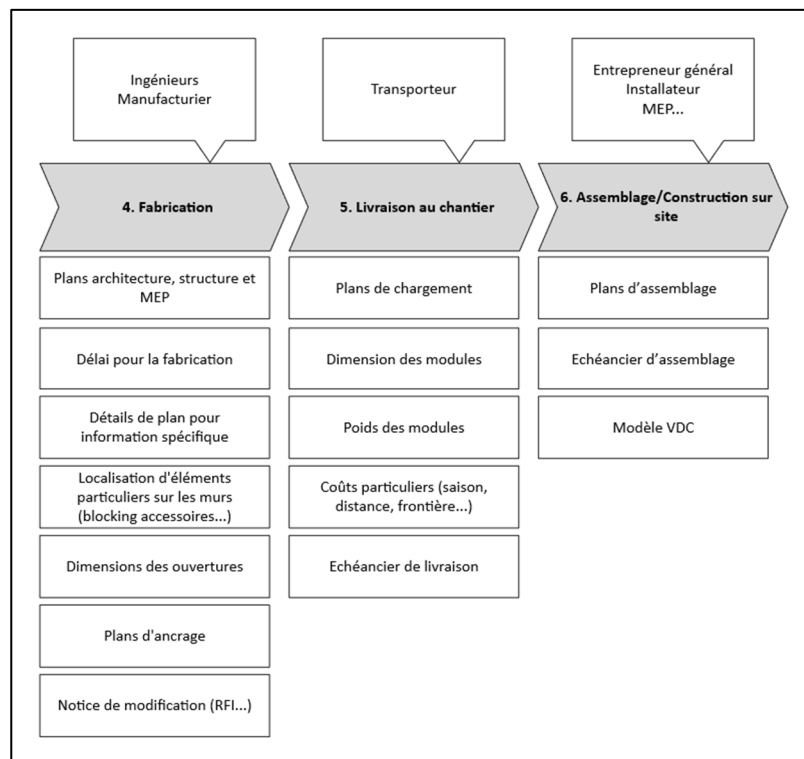 Ingénieurs
Manufacturier
Transporteur
Entrepreneur général
Installateur
MEP...
4. Fabrication
5. Livraison au chantier
6. Assemblage/Construction sur
site
Plans architecture, structure et
MEP
Délai pour la fabrication
Détails de plan pour
information spécifique
Localisation d'éléments
particuliers sur les murs
(blocking accessoires...)
Dimensions des ouvertures
Plans d'ancrage
Notice de modification (RFI...)
Plans de chargement
Dimension des modules
Poids des modules
Coûts particuliers (saison,
distance, frontière...)
Echéancier de livraison
Plans d’assemblage
Echéancier d’assemblage
Modèle VDC